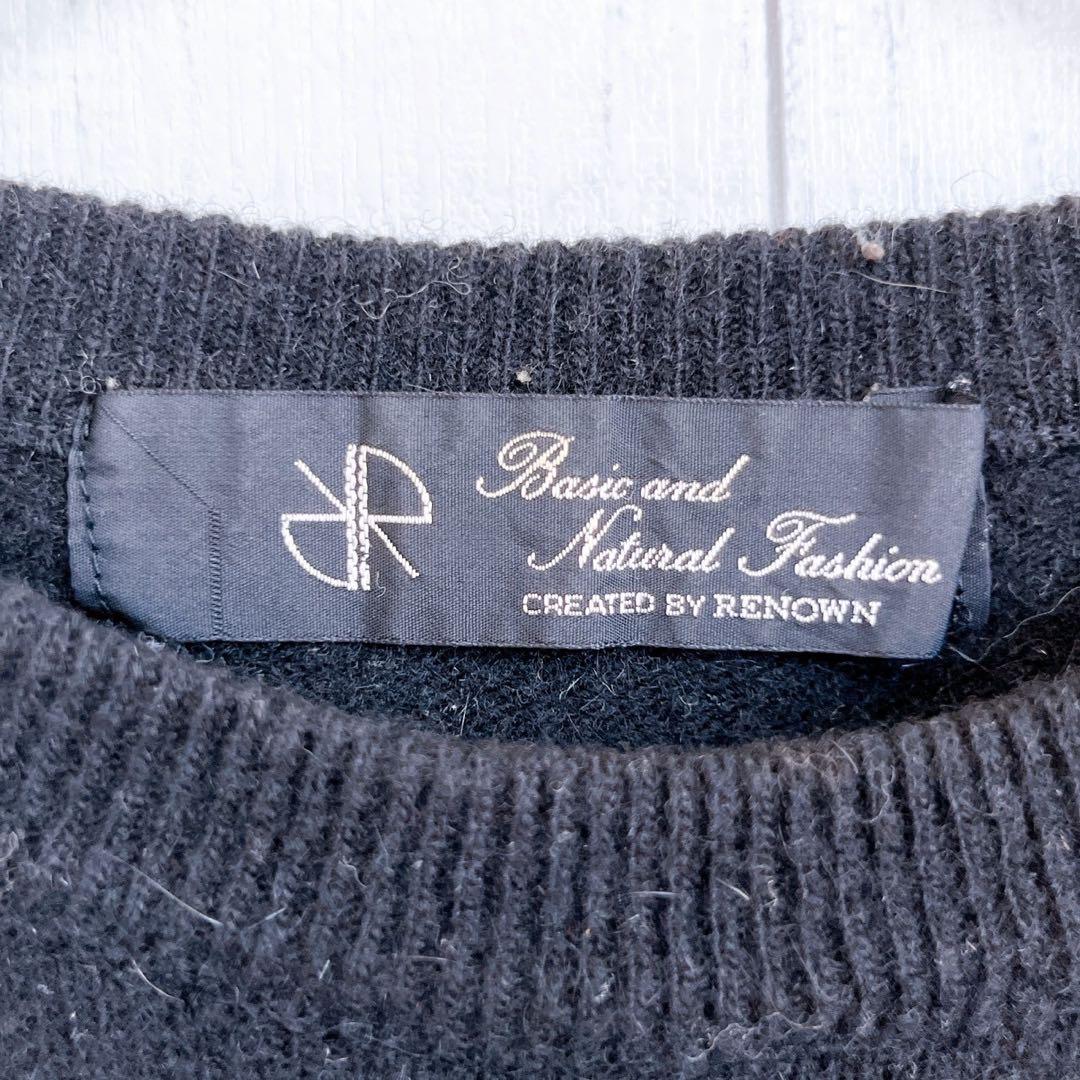 Basic and
Natural Fashion
CREATED BY RENOWN